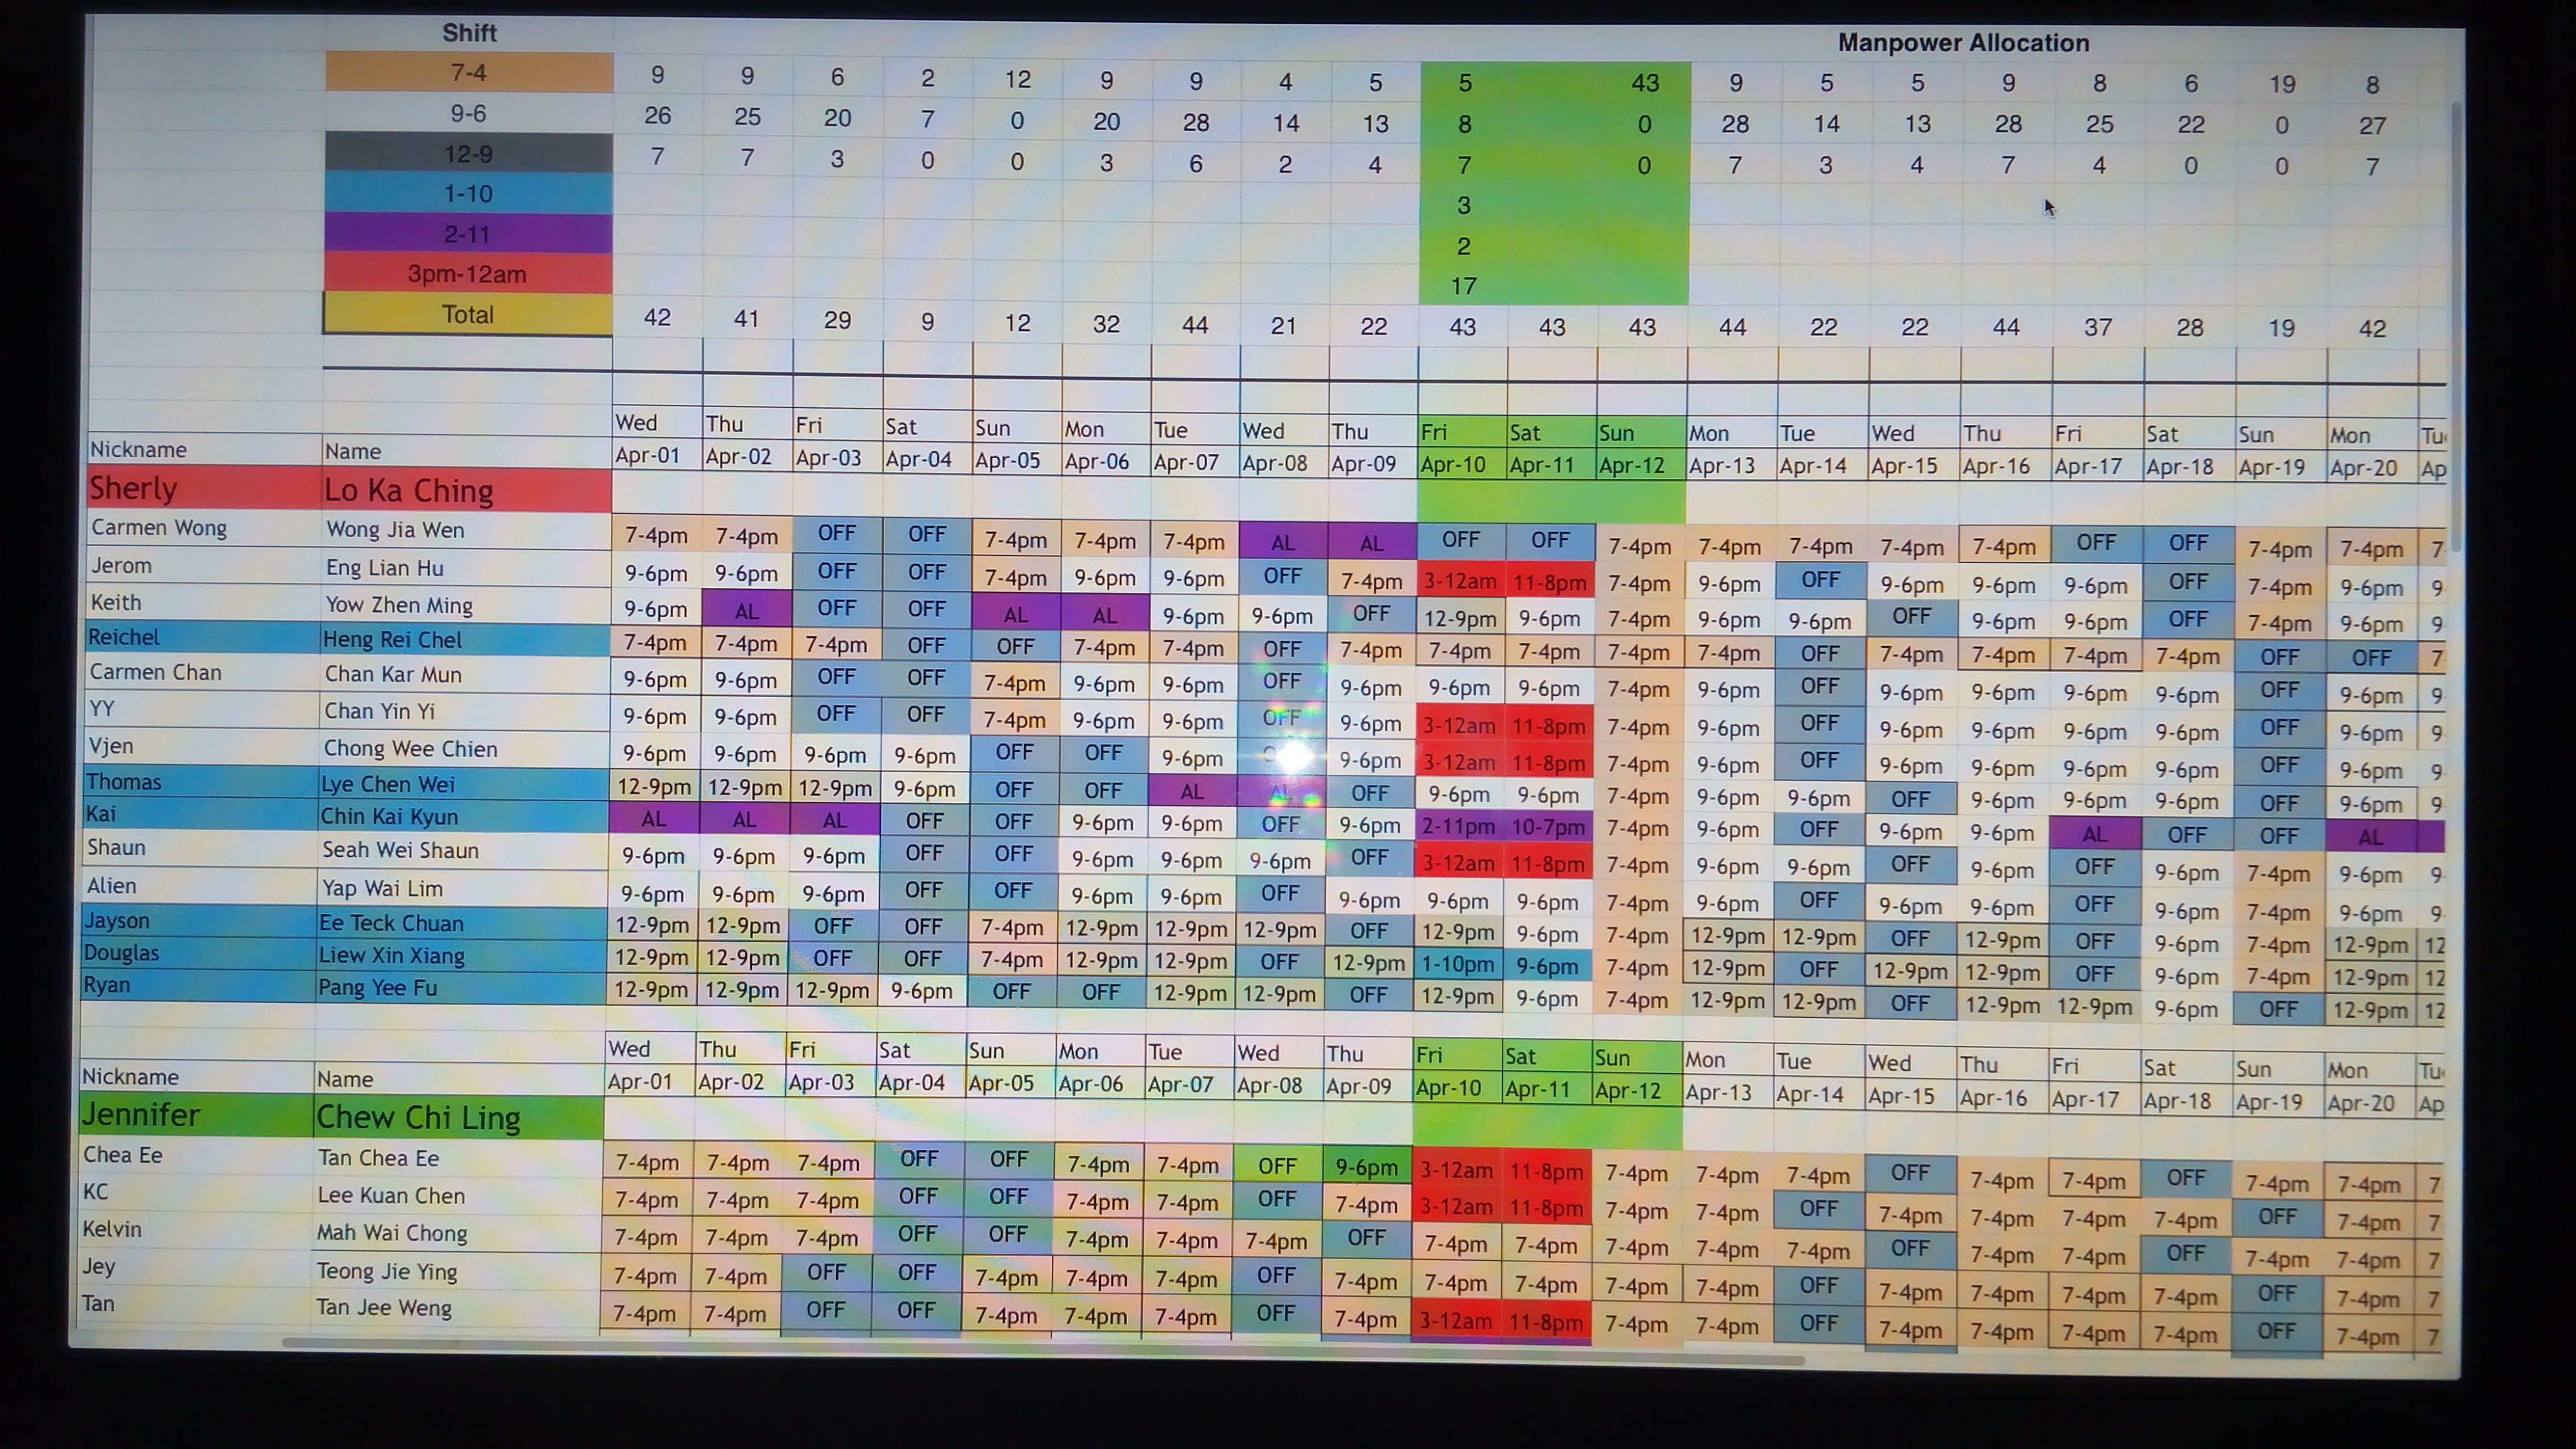 Shift Manpower Allocation
7-4 9 9 6 2 12 9 9 4 5 5 43 9 5 5 9 8 6 19 8
9-6 26 25 20 7 0 20 28 14 13 8 0 28 14 13 28 25 22 0 27
12-9 7 7 3 0 0 3 6 2 4 7 0 7 3 4 7 4 0 0 7
1-10 3
2-11 2
3pm-12am 17
Total 42 41 29 9 12 32 44 21 22 43 43 43 44 22 22 44 37 28 19 42
Wed Thu Fri Sat Sun Mon Tue Wed Thu Fri Sat Sun Mon Tue Wed Thu Fri Sat Sun Mon Tu
Nickname Name Apr-01 Apr-02 Apr-03 Apr-04 Apr-05 Apr-06 Apr-07 Apr-08 Apr-09 Apr-10 Apr-11 Apr-12 Apr-13 Apr-14 Apr-15 Apr-16 Apr-17 Apr-18 Apr-19 Apr-20 Ap
Sherly Lo Ka Ching
Carmen Wong Wong Jia Wen 7-4pm 7-4pm OFF OFF 7-4pm 7-4pm 7-4pm AL AL OFF OFF 7-4pm 7-4pm 7-4pm 7-4pm 7-4pm OFF OFF 7-4pm 7-4pm 7
Jerom Eng Lian Hu 9-6pm 9-6pm OFF OFF 7-4pm 9-6pm 9-6pm OFF 7-4pm 3-12am 11-8pm 7-4pm 9-6pm OFF 9-6pm 9-6pm 9-6pm OFF 7-4pm 9-6pm 9
Keith Yow Zhen Ming 9-6pm AL OFF OFF AL AL 9-6pm 9-6pm OFF 12-9pm 9-6pm 7-4pm 9-6pm 9-6pm OFF 9-6pm 9-6pm OFF 7-4pm 9-6pm 9
Reichel Heng Rei Chel 7-4pm 7-4pm 7-4pm OFF OFF 7-4pm 7-4pm OFF 7-4pm 7-4pm 7-4pm 7-4pm 7-4pm OFF 7-4pm 7-4pm 7-4pm 7-4pm OFF OFF 7
Carmen Chan Chan Kar Mun 9-6pm 9-6pm OFF OFF 7-4pm 9-6pm 9-6pm OFF 9-6pm 9-6pm 9-6pm 7-4pm 9-6pm OFF 9-6pm 9-6pm 9-6pm 9-6pm OFF 9-6pm 9
YY Chan Yin Yi 9-6pm 9-6pm OFF OFF 7-4pm 9-6pm 9-6pm OFF 9-6pm 3-12am 11-8pm 7-4pm 9-6pm OFF 9-6pm 9-6pm 9-6pm 9-6pm OFF 9-6pm 9
Vjen Chong Wee Chien 9-6pm 9-6pm 9-6pm 9-6pm OFF OFF 9-6pm 9-6pm 3-12am 11-8pm 7-4pm 9-6pm OFF 9-6pm 9-6pm 9-6pm 9-6pm OFF 9-6pm 9
Thomas Lye Chen Wei 12-9pm 12-9pm 12-9pm 9-6pm OFF OFF AL AL OFF 9-6pm 9-6pm 7-4pm 9-6pm 9-6pm OFF 9-6pm 9-6pm 9-6pm OFF 9-6pm 9
Kai Chin Kai Kyun AL AL AL OFF OFF 9-6pm 9-6pm OFF 9-6pm 2-11pm 10-7pm 7-4pm 9-6pm OFF 9-6pm 9-6pm AL OFF OFF AL
Shaun Seah Wei Shaun 9-6pm 9-6pm 9-6pm OFF OFF 9-6pm 9-6pm 9-6pm OFF 3-12am 11-8pm 7-4pm 9-6pm 9-6pm OFF 9-6pm OFF 9-6pm 7-4pm 9-6pm 9
Alien Yap Wai Lim 9-6pm 9-6pm 9-6pm OFF OFF 9-6pm 9-6pm OFF 9-6pm 9-6pm 9-6pm 7-4pm 9-6pm OFF 9-6pm 9-6pm OFF 9-6pm 7-4pm 9-6pm 9
Jayson Ee Teck Chuan 12-9pm 12-9pm OFF OFF 7-4pm 12-9pm 12-9pm 12-9pm OFF 12-9pm 9-6pm 7-4pm 12-9pm 12-9pm OFF 12-9pm OFF 9-6pm 7-4pm 12-9pm 12
Douglas Liew Xin Xiang 12-9pm 12-9pm OFF OFF 7-4pm 12-9pm 12-9pm OFF 12-9pm 1-10pm 9-6pm 7-4pm 12-9pm OFF 12-9pm 12-9pm OFF 9-6pm 7-4pm 12-9pm 12
Ryan Pang Yee Fu 12-9pm 12-9pm 12-9pm 9-6pm OFF OFF 12-9pm 12-9pm OFF 12-9pm 9-6pm 7-4pm 12-9pm 12-9pm OFF 12-9pm 12-9pm 9-6pm OFF 12-9pm 12
Wed Thu Fri Sat Sun Mon Tue Wed Thu Fri Sat Sun Mon Tue Wed Thu Fri Sat Sun Mon Tu
Nickname Name Apr-01 Apr-02 Apr-03 Apr-04 Apr-05 Apr-06 Apr-07 Apr-08 Apr-09 Apr-10 Apr-11 Apr-12 Apr-13 Apr-14 Apr-15 Apr-16 Apr-17 Apr-18 Apr-19 Apr-20 Ap
Jennifer Chew Chi Ling
Chea Ee Tan Chea Ee 7-4pm 7-4pm 7-4pm OFF OFF 7-4pm 7-4pm OFF 9-6pm 3-12am 11-8pm 7-4pm 7-4pm 7-4pm OFF 7-4pm 7-4pm OFF 7-4pm 7-4pm 7
KC Lee Kuan Chen 7-4pm 7-4pm 7-4pm OFF OFF 7-4pm 7-4pm OFF 7-4pm 3-12am 11-8pm 7-4pm 7-4pm OFF 7-4pm 7-4pm 7-4pm 7-4pm OFF 7-4pm 7
Kelvin Mah Wai Chong 7-4pm 7-4pm 7-4pm OFF OFF 7-4pm 7-4pm 7-4pm OFF 7-4pm 7-4pm 7-4pm 7-4pm 7-4pm OFF 7-4pm 7-4pm OFF 7-4pm 7-4pm 7
Jey Teong Jie Ying 7-4pm 7-4pm OFF OFF 7-4pm 7-4pm 7-4pm OFF 7-4pm 7-4pm 7-4pm 7-4pm 7-4pm OFF 7-4pm 7-4pm 7-4pm 7-4pm OFF 7-4pm 7
Tan Tan Jee Weng 7-4pm 7-4pm OFF OFF 7-4pm 7-4pm 7-4pm OFF 7-4pm 3-12am 11-8pm 7-4pm 7-4pm OFF 7-4pm 7-4pm 7-4pm 7-4pm OFF 7-4pm 7